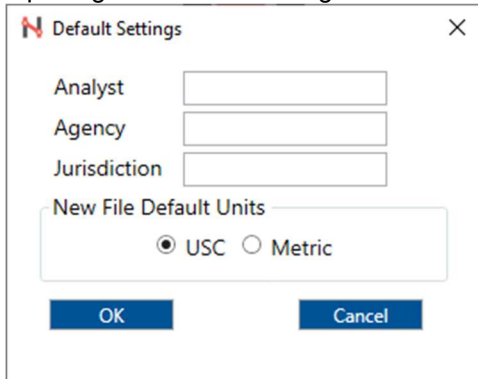 Default Settings
Analyst
Agency
Jurisdiction
New File Default Units
USC Metric
OK Cancel